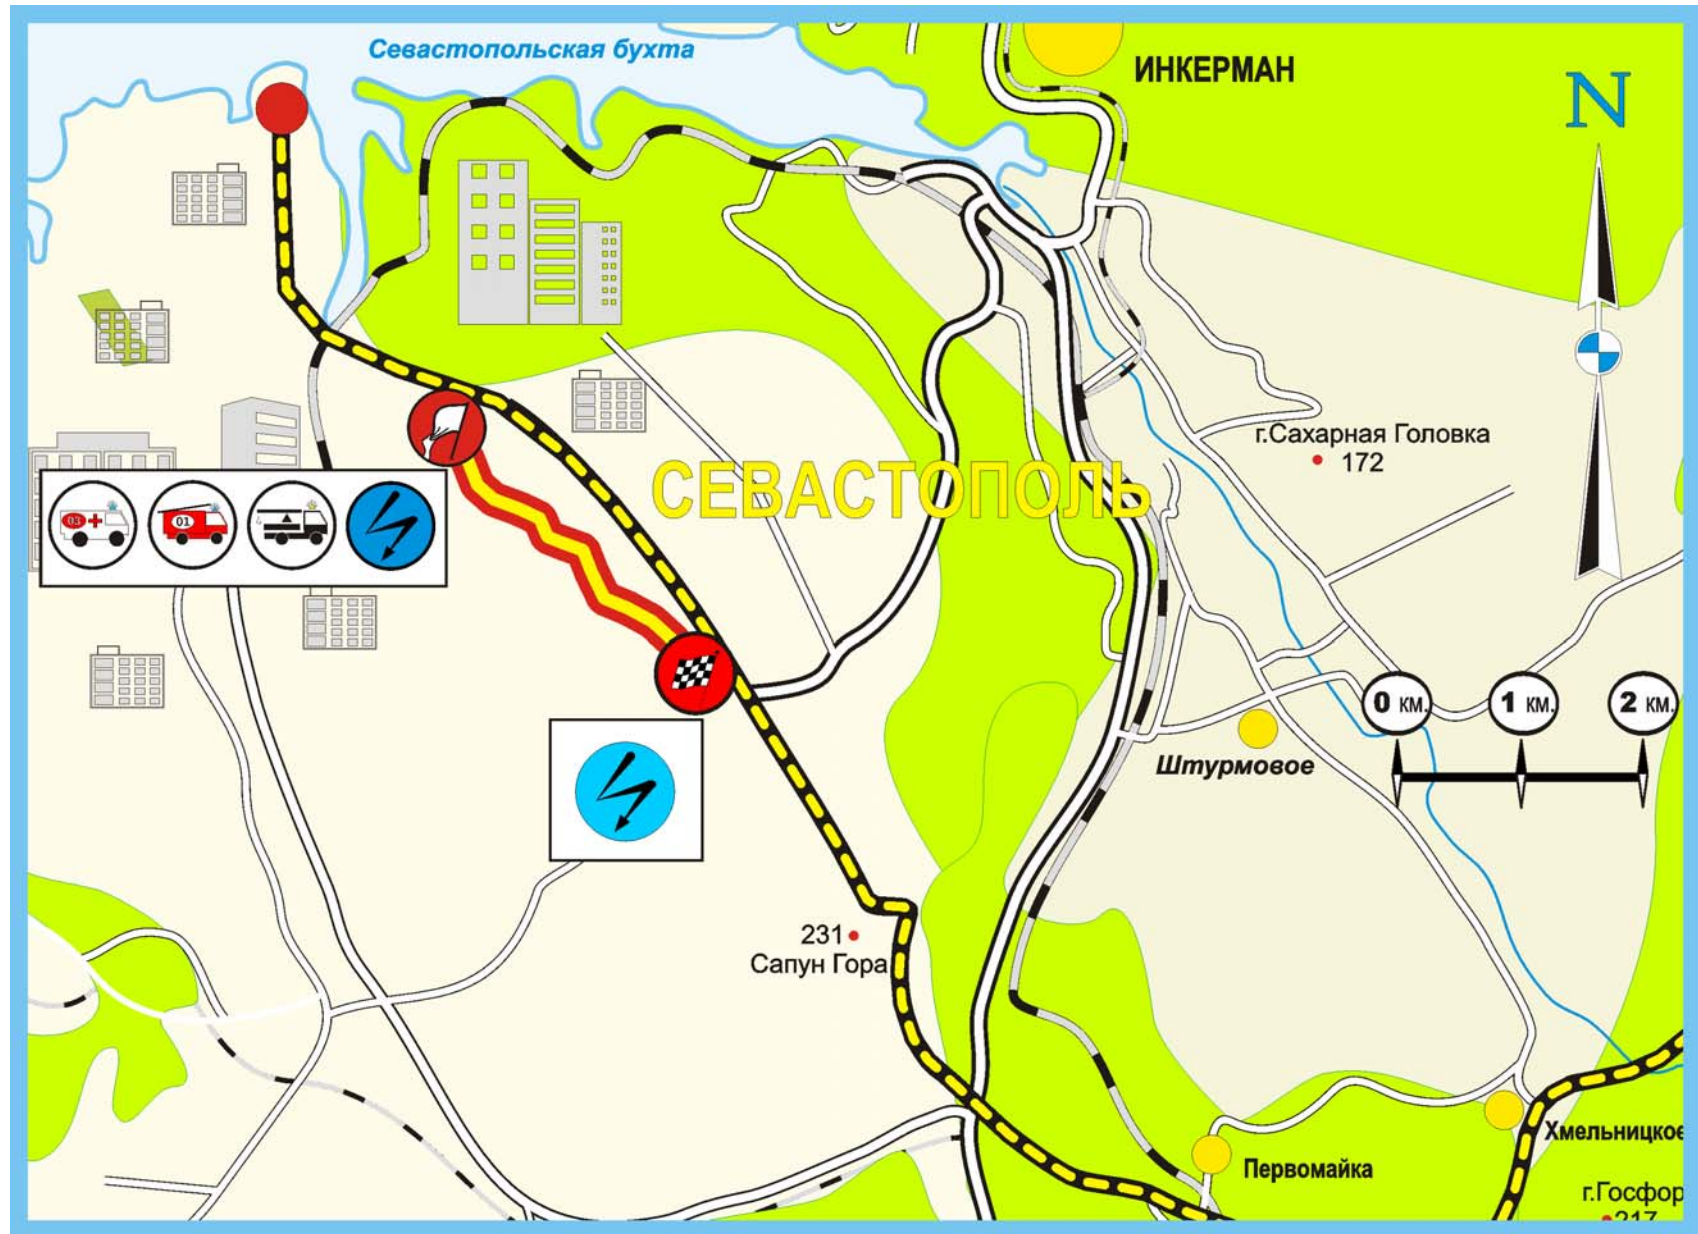 Севастопольская бухта
ИНКЕРМАН
N
г.Сахарная Головка
172
СЕВАСТОПОЛЬ
03
01
0 км.
1 км.
2 км.
Штурмовое
231
Сапун Гора
Хмельницкое
Первомайка
г.Госфор
217